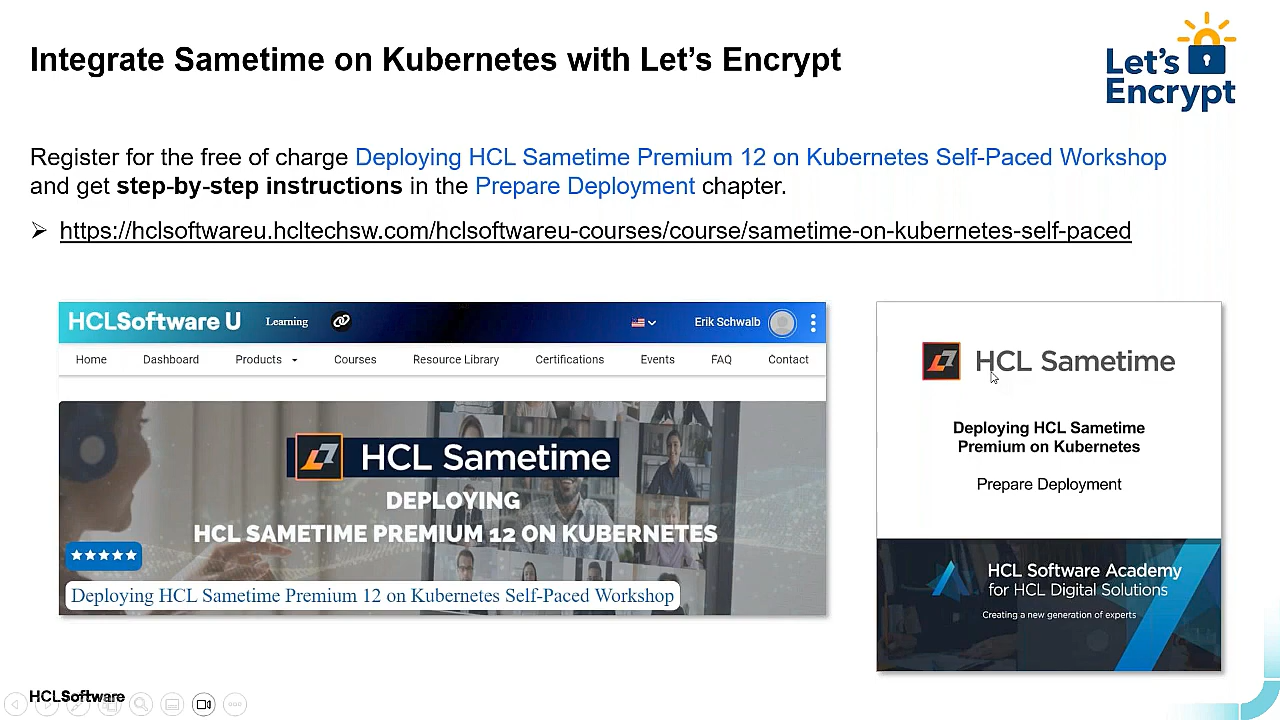 Integrate Sametime on Kubernetes with Let’s Encrypt
Let’s
Encrypt
Register for the free of charge Deploying HCL Sametime Premium 12 on Kubernetes Self-Paced Workshop
and get step-by-step instructions in the Prepare Deployment chapter.
https://hclsoftwareu.hcltechsw.com/hclsoftwareu-courses/course/sametime-on-kubernetes-self-paced
HCLSoftware U Learning Erik Schwalb
Home Dashboard Products Courses Resource Library Certifications Events FAQ Contact
HCL Sametime
DEPLOYING
HCL SAMETIME PREMIUM 12 ON KUBERNETES
Deploying HCL Sametime Premium 12 on Kubernetes Self-Paced Workshop
HCL Sametime
Deploying HCL Sametime
Premium on Kubernetes
Prepare Deployment
HCL Software Academy
for HCL Digital Solutions
Creating a new generation of experts
HCLSoftware